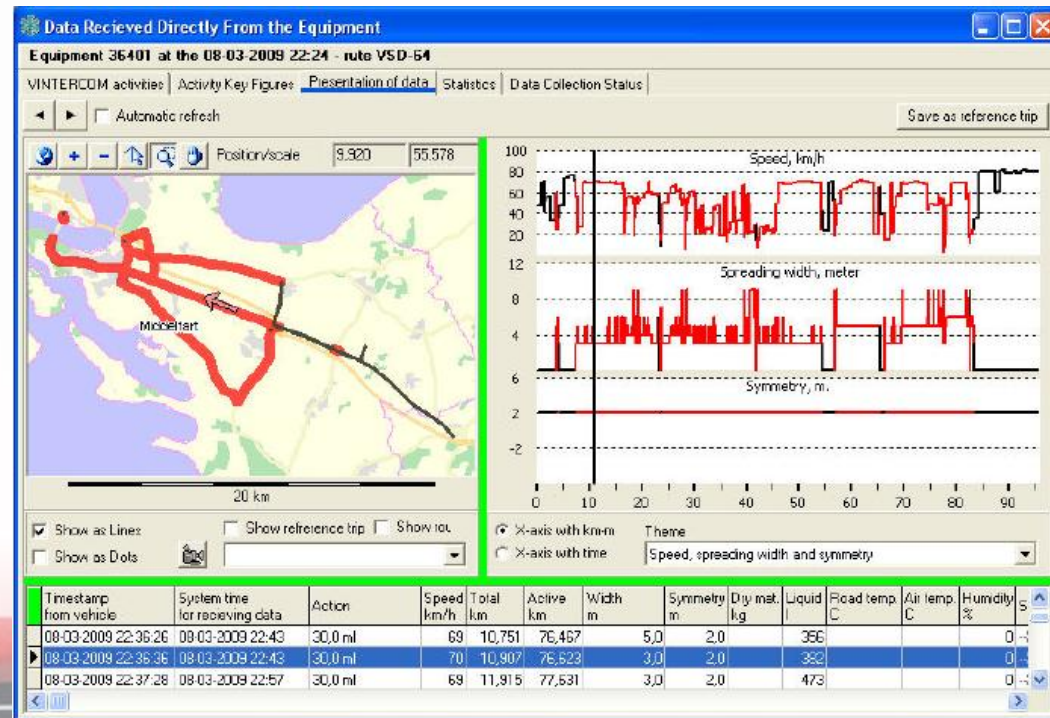 Data Recieved Directly From the Equipment
Equipment 36401 at the 08-03-2009 22:24 - rute VSD-64
VINTERCOM activities Activity Key Figures Presentation of data Statistics Data Collection Status
Automatic refresh Save as reference trip
Position/scale 9.920 55.578
Middelfart
20 km
Speed, km/h
100
80
60
40
20
Spreading width, meter
12
8
4
Symmetry, m.
6
2
-2
0 10 20 30 40 50 60 70 80 90
Show as Lines Show refrerence trip Show rou
Show as Dots
X-axis with km-m Theme
X-axis with time Speed, spreading width and symmetry
Timestamp from vehicle System time for recieving data Action Speed km/h Total km Active km Width m Symmetry m Dry mat. kg Liquid l Road temp. C Air temp. C Humidity % S
08-03-2009 22:36:26 08-03-2009 22:43 30,0 ml 69 10,751 76,467 5,0 2,0 356 0
08-03-2009 22:36:36 08-03-2009 22:43 30,0 ml 70 10,907 76,623 3,0 2,0 382 0
08-03-2009 22:37:28 08-03-2009 22:57 30,0 ml 69 11,915 77,631 3,0 2,0 473 0